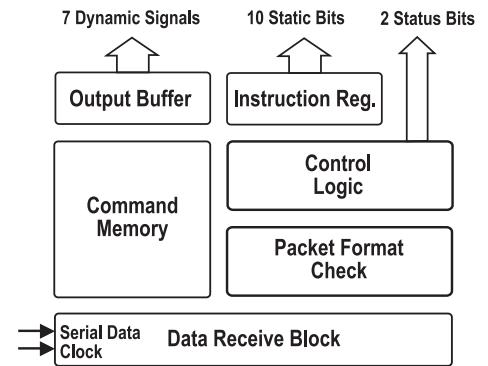 7 Dynamic Signals 10 Static Bits 2 Status Bits
Output Buffer Instruction Reg.
Control
Logic
Command
Memory
Packet Format
Check
Serial Data
Clock
Data Receive Block